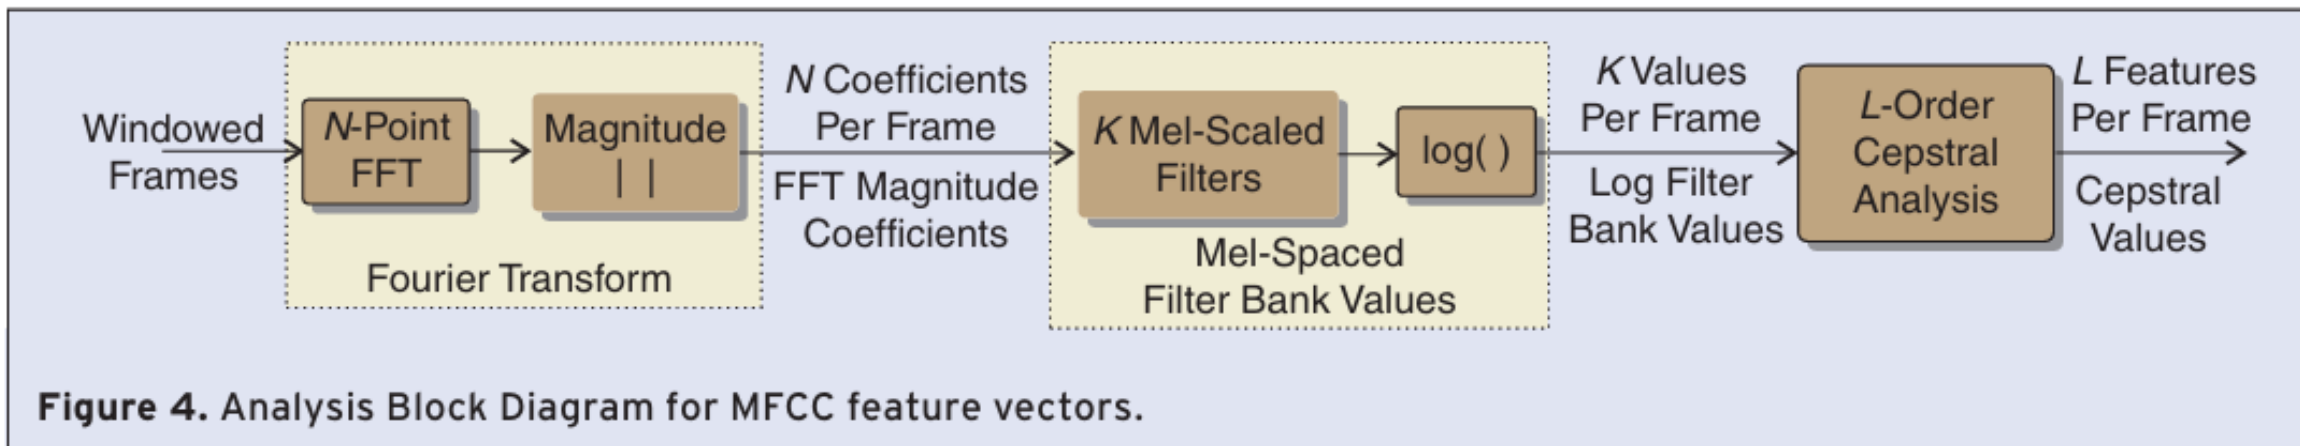 Windowed
Frames
N-Point
FFT
Magnitude
| |
Fourier Transform
N Coefficients
Per Frame
FFT Magnitude
Coefficients
K Mel-Scaled
Filters
log( )
Mel-Spaced
Filter Bank Values
K Values
Per Frame
Log Filter
Bank Values
L-Order
Cepstral
Analysis
L Features
Per Frame
Cepstral
Values
Figure 4. Analysis Block Diagram for MFCC feature vectors.